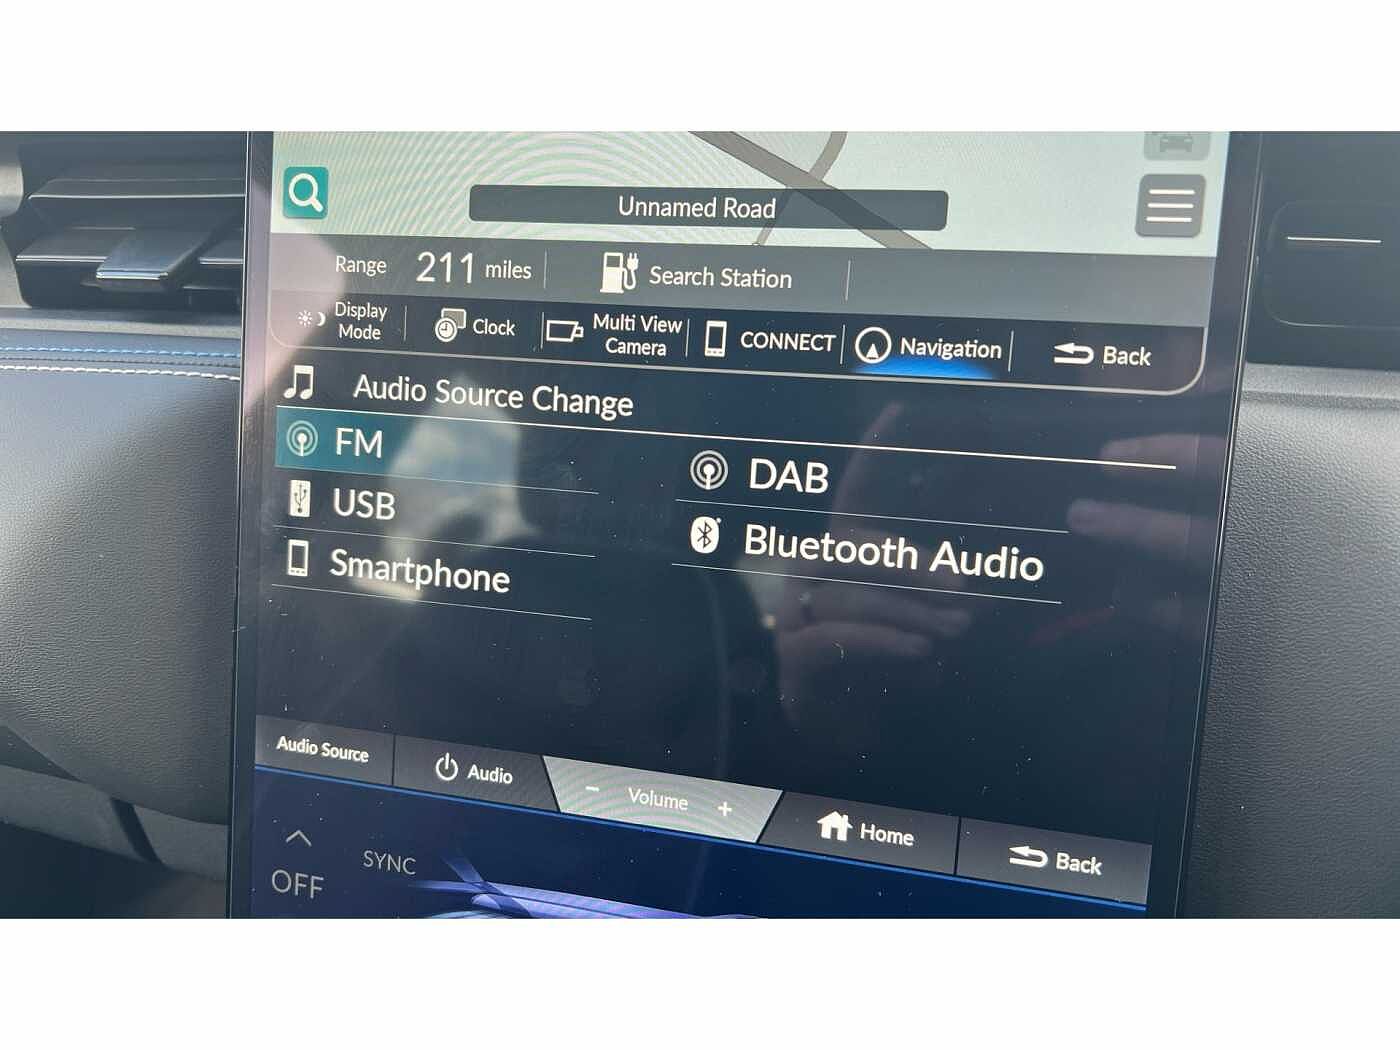 Unnamed Road
Range 211 miles
Search Station
Display
Mode
Clock
Multi View
Camera
CONNECT
Navigation
Back
Audio Source Change
FM
DAB
USB
Bluetooth Audio
Smartphone
Audio Source
Audio
- Volume +
Home
Back
OFF
SYNC